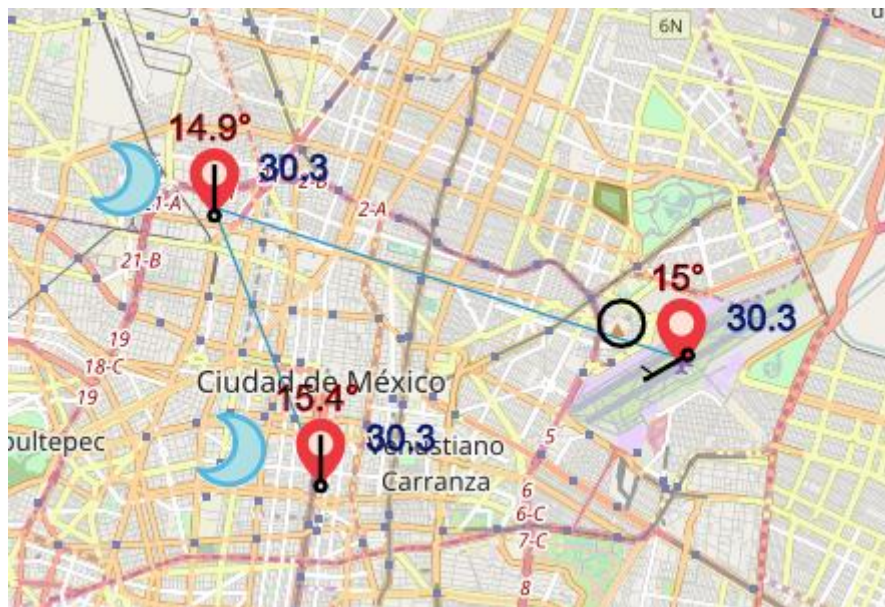 6N
14.9°
30.3
2-B
21-A
2-A
21-B
15°
30.3
19
18-C
Ciudad de México
19
15.4°
30.3
pultepec
Venustiano
Carranza
5
6
6-C
7-C
8